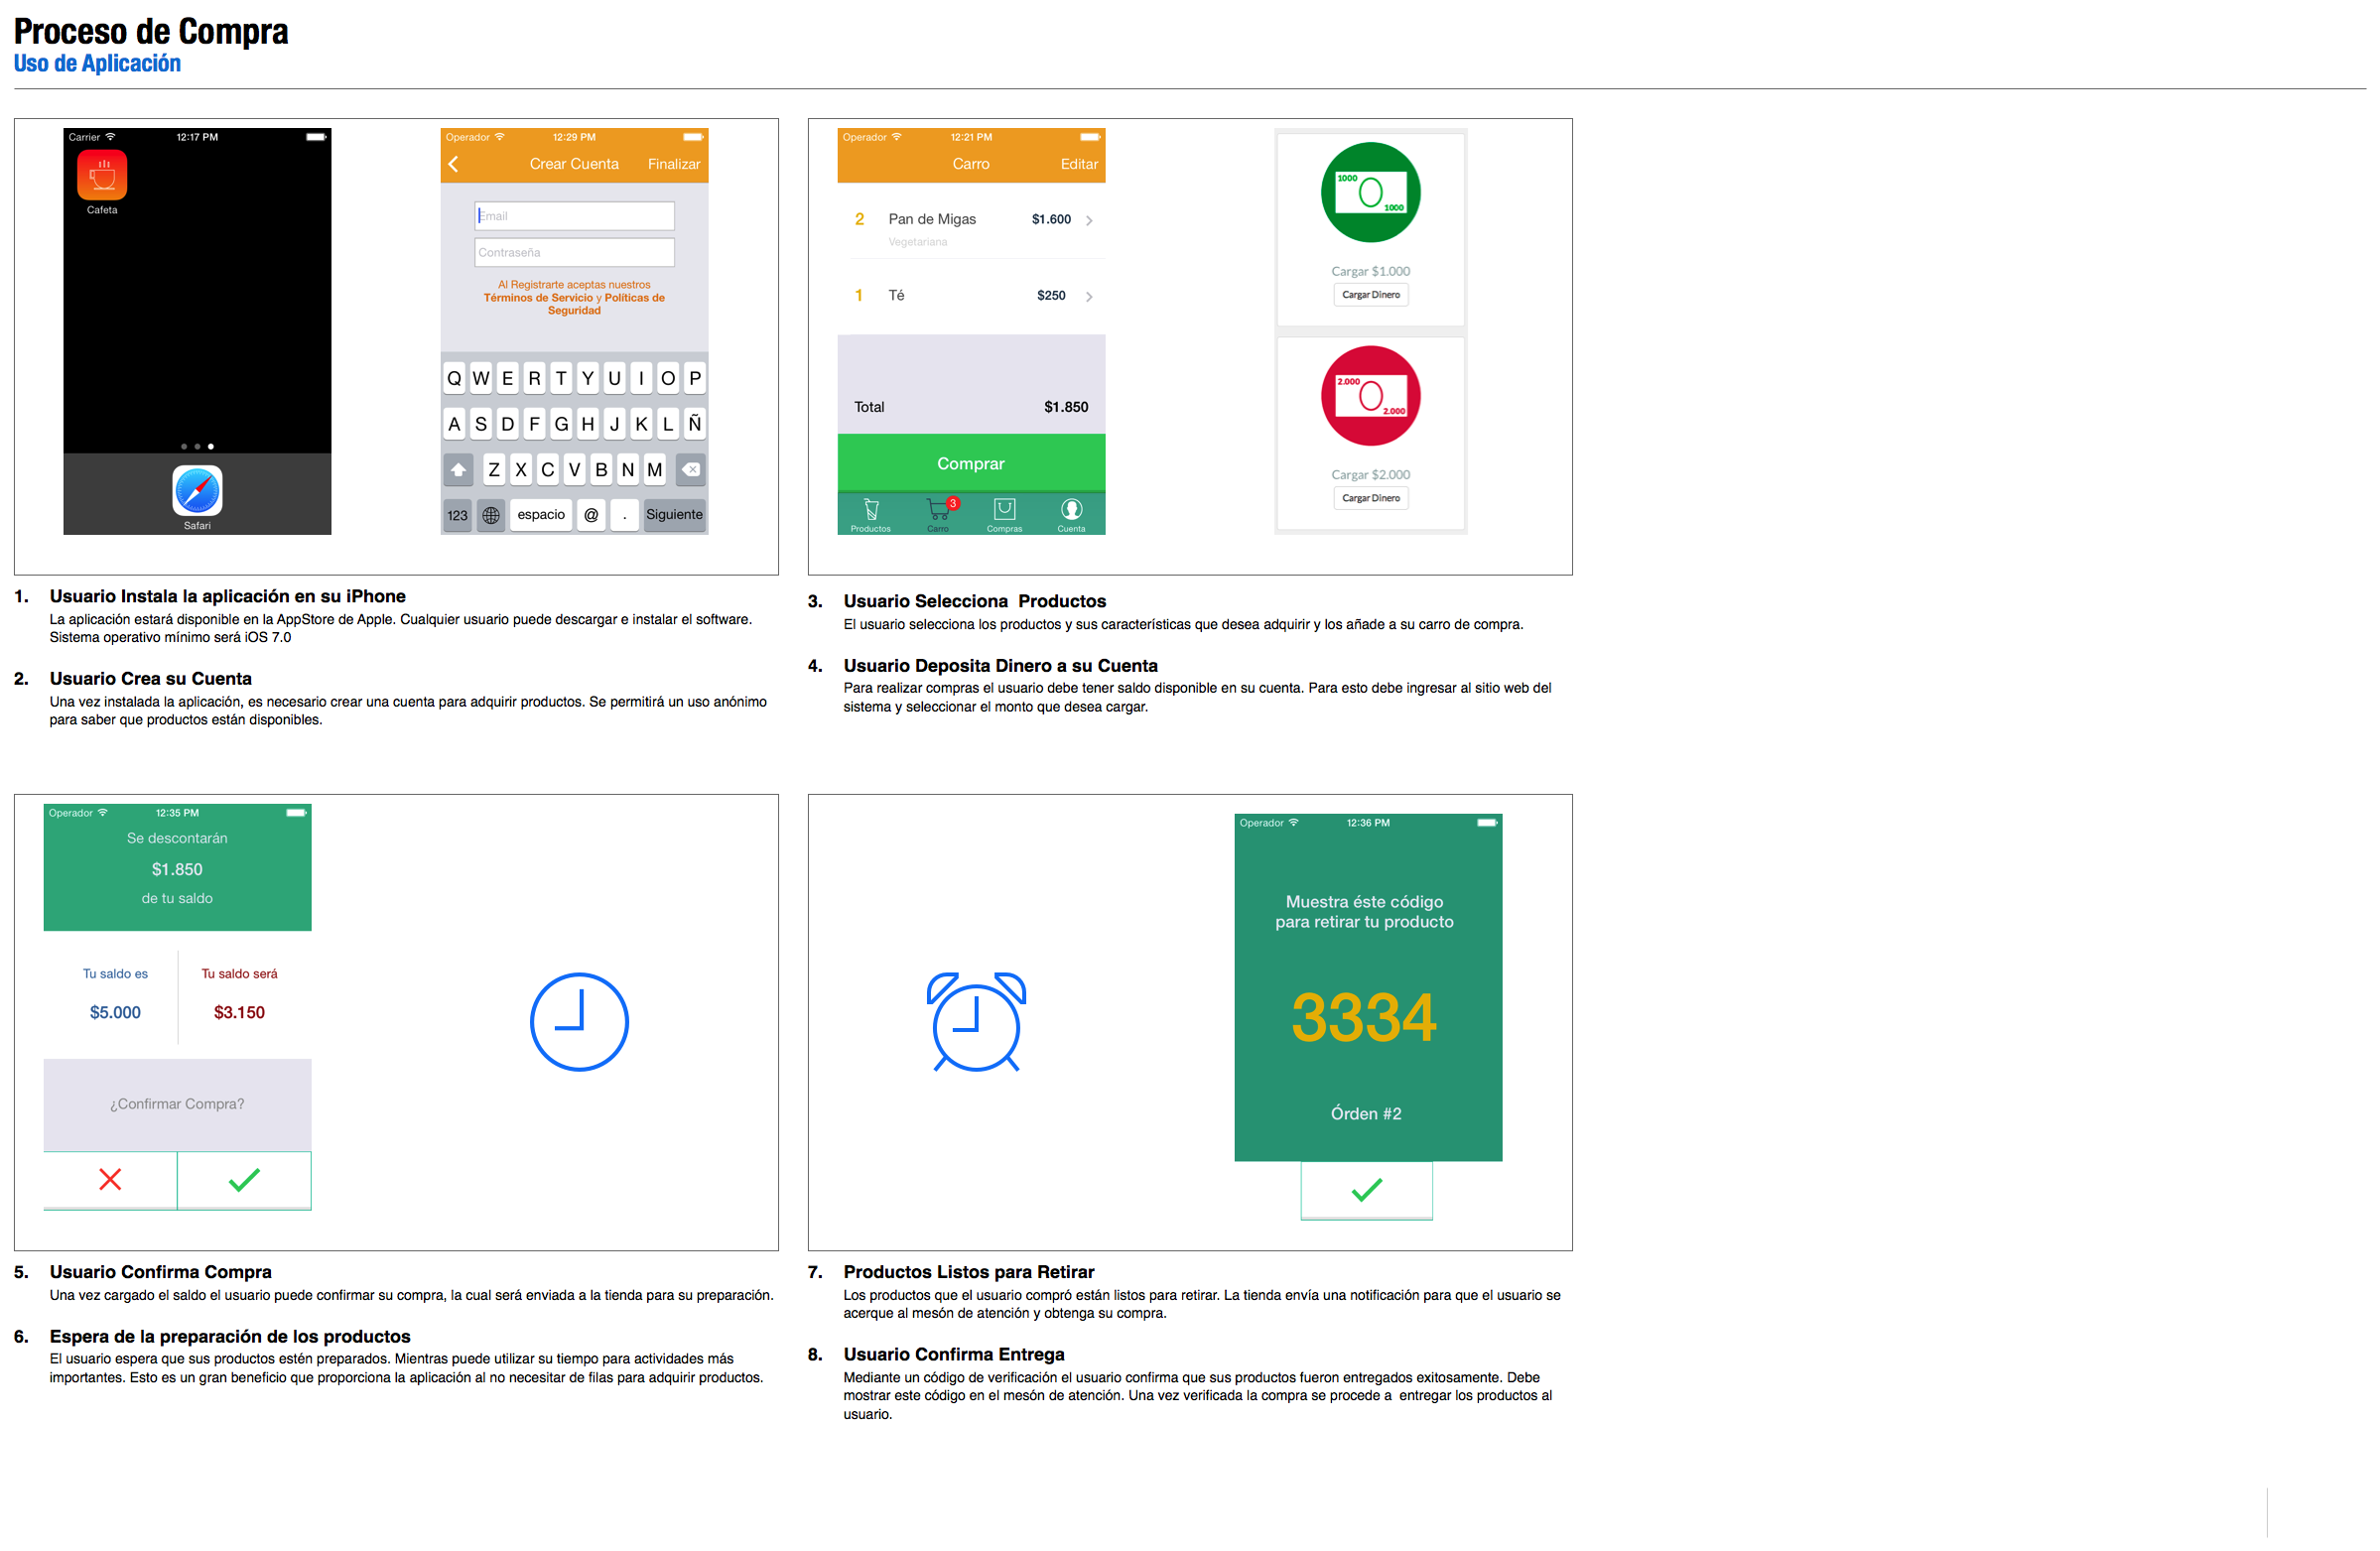 Proceso de Compra
Uso de Aplicación
Carrier 12:17 PM
Cafeta
Safari
Operador 12:29 PM
Crear Cuenta Finalizar
Email
Contraseña
Al Registrarte aceptas nuestros
Términos de Servicio y Políticas de
Seguridad
Q W E R T Y U I O P
A S D F G H J K L Ñ
Z X C V B N M
123 espacio @ . Siguiente
Operador 12:21 PM
Carro Editar
2 Pan de Migas $1.600
Vegetariana
1 Té $250
Total $1.850
Comprar
3
Productos Carro Compras Cuenta
1000
1000
Cargar $1.000
Cargar Dinero
2.000
2.000
Cargar $2.000
Cargar Dinero
1. Usuario Instala la aplicación en su iPhone
La aplicación estará disponible en la AppStore de Apple. Cualquier usuario puede descargar e instalar el software.
Sistema operativo mínimo será iOS 7.0
2. Usuario Crea su Cuenta
Una vez instalada la aplicación, es necesario crear una cuenta para adquirir productos. Se permitirá un uso anónimo
para saber que productos están disponibles.
3. Usuario Selecciona  Productos
El usuario selecciona los productos y sus características que desea adquirir y los añade a su carro de compra.
4. Usuario Deposita Dinero a su Cuenta
Para realizar compras el usuario debe tener saldo disponible en su cuenta. Para esto debe ingresar al sitio web del
sistema y seleccionar el monto que desea cargar.
Operador 12:35 PM
Se descontarán
$1.850
de tu saldo
Tu saldo es Tu saldo será
$5.000 $3.150
¿Confirmar Compra?
Operador 12:36 PM
Muestra éste código
para retirar tu producto
3334
Órden #2
5. Usuario Confirma Compra
Una vez cargado el saldo el usuario puede confirmar su compra, la cual será enviada a la tienda para su preparación.
6. Espera de la preparación de los productos
El usuario espera que sus productos estén preparados. Mientras puede utilizar su tiempo para actividades más
importantes. Esto es un gran beneficio que proporciona la aplicación al no necesitar de filas para adquirir productos.
7. Productos Listos para Retirar
Los productos que el usuario compró están listos para retirar. La tienda envía una notificación para que el usuario se
acerque al mesón de atención y obtenga su compra.
8. Usuario Confirma Entrega
Mediante un código de verificación el usuario confirma que sus productos fueron entregados exitosamente. Debe
mostrar este código en el mesón de atención. Una vez verificada la compra se procede a  entregar los productos al
usuario.